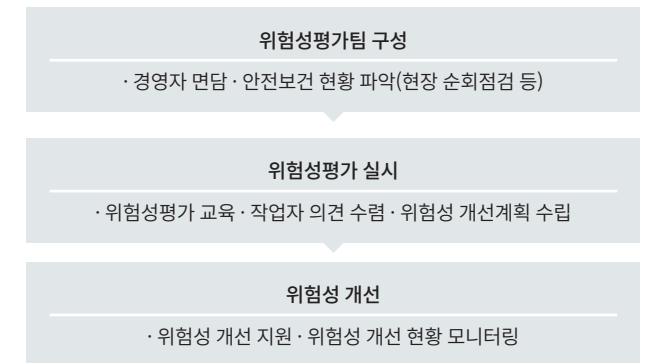 위험성평가팀 구성
· 경영자 면담 · 안전보건 현황 파악(현장 순회점검 등)
위험성평가 실시
· 위험성평가 교육 · 작업자 의견 수렴 · 위험성 개선계획 수립
위험성 개선
· 위험성 개선 지원 · 위험성 개선 현황 모니터링